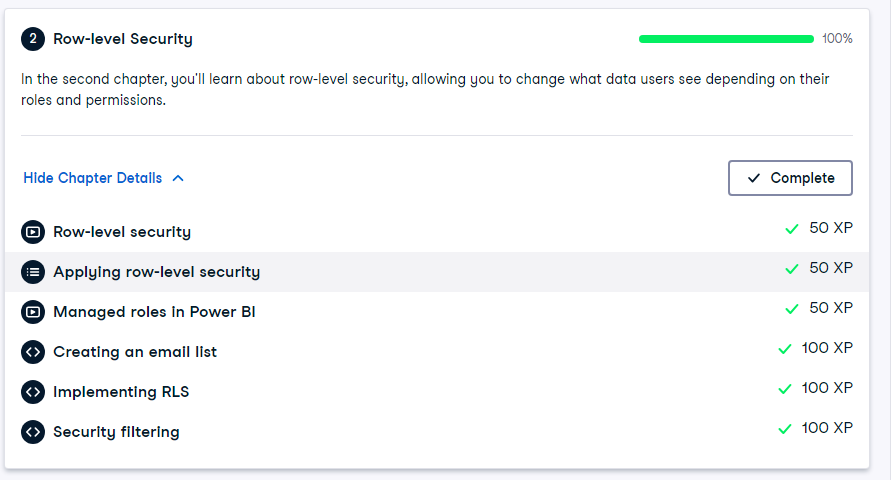 2 Row-level Security 100%
In the second chapter, you'll learn about row-level security, allowing you to change what data users see depending on their
roles and permissions.
Hide Chapter Details Complete
Row-level security 50 XP
Applying row-level security 50 XP
Managed roles in Power BI 50 XP
Creating an email list 100 XP
Implementing RLS 100 XP
Security filtering 100 XP